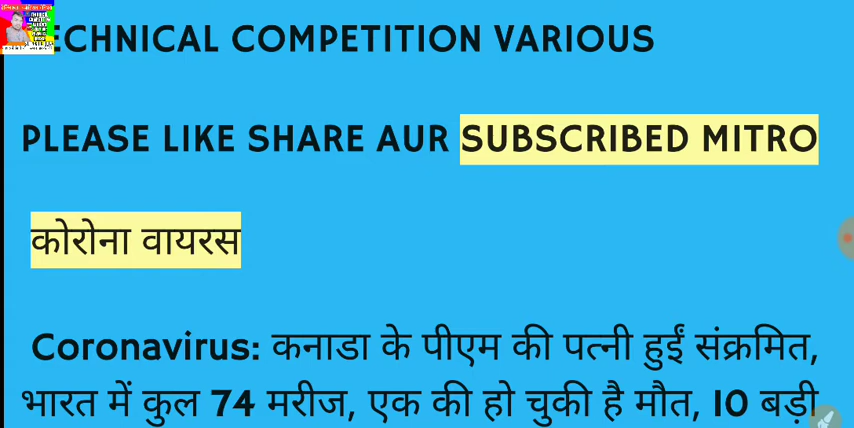 ECHNICAL COMPETITION VARIOUS
PLEASE LIKE SHARE AUR SUBSCRIBED MITRO
कोरोना वायरस
Coronavirus: कनाडा के पीएम की पत्नी हुईं संक्रमित,
भारत में कुल 74 मरीज, एक की हो चुकी है मौत, 10 बड़ी